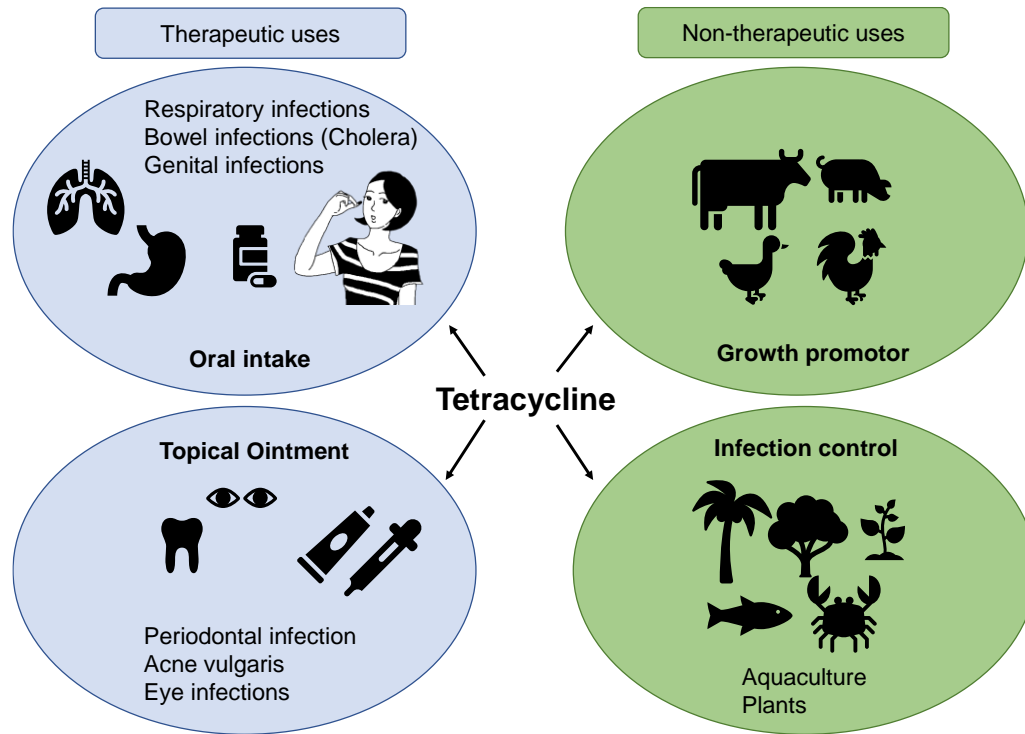 Therapeutic uses
Non-therapeutic uses
Respiratory infections
Bowel infections (Cholera)
Genital infections
Oral intake
Growth promotor
Tetracycline
Topical Ointment
Infection control
Periodontal infection
Acne vulgaris
Eye infections
Aquaculture
Plants